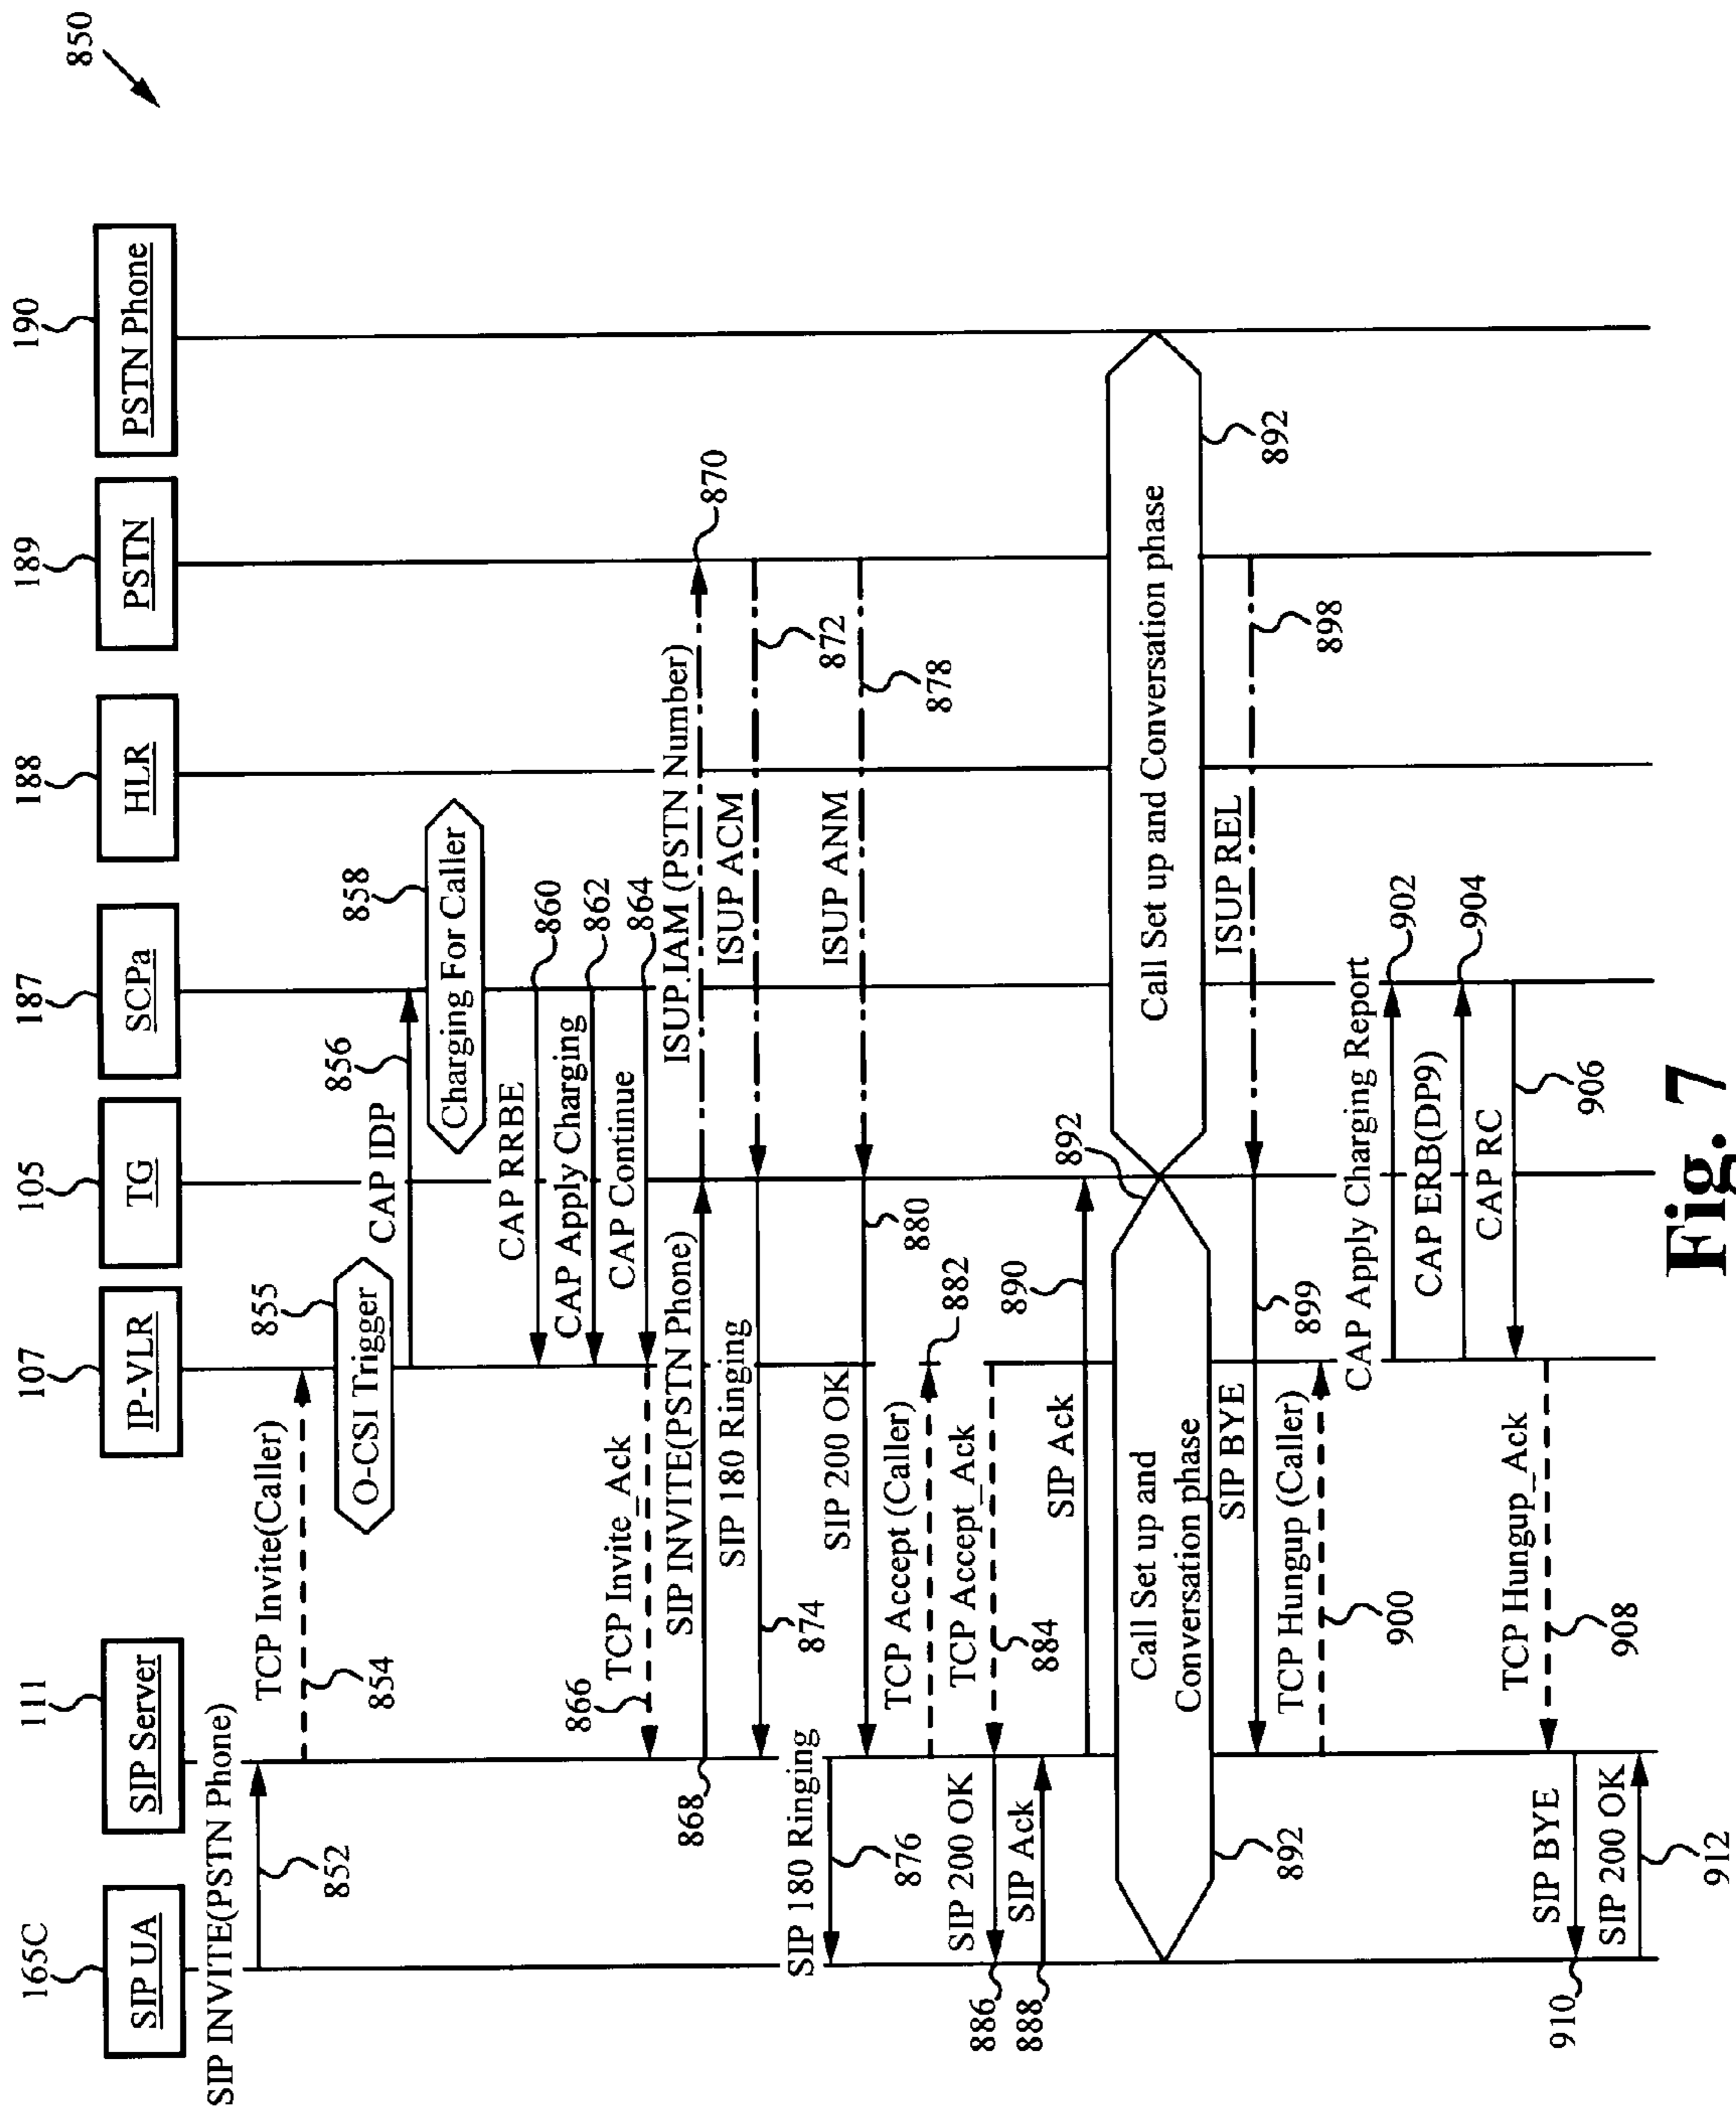 850
165C
111
107
105
187
188
189
190
SIP UA
SIP Server
IP-VLR
TG
SCPa
HLR
PSTN
PSTN Phone
SIP INVITE(PSTN Phone)
852
TCP Invite(Caller)
854
855
O-CSI Trigger
856
CAP IDP
858
Charging For Caller
CAP RRBE
860
CAP Apply Charging
862
CAP Continue
864
866
TCP Invite_Ack
868
SIP INVITE(PSTN Phone)
ISUP.IAM (PSTN Number)
870
SIP 180 Ringing
874
ISUP ACM
872
SIP 180 Ringing
876
SIP 200 OK
880
ISUP ANM
878
TCP Accept (Caller)
882
TCP Accept_Ack
884
SIP 200 OK
886
SIP Ack
888
SIP Ack
890
892
Call Set up and
Conversation phase
892
Call Set up and Conversation phase
892
SIP BYE
899
ISUP REL
898
TCP Hungup (Caller)
900
CAP Apply Charging Report
902
CAP ERB(DP9)
904
CAP RC
906
TCP Hungup_Ack
908
SIP BYE
910
SIP 200 OK
912
Fig. 7